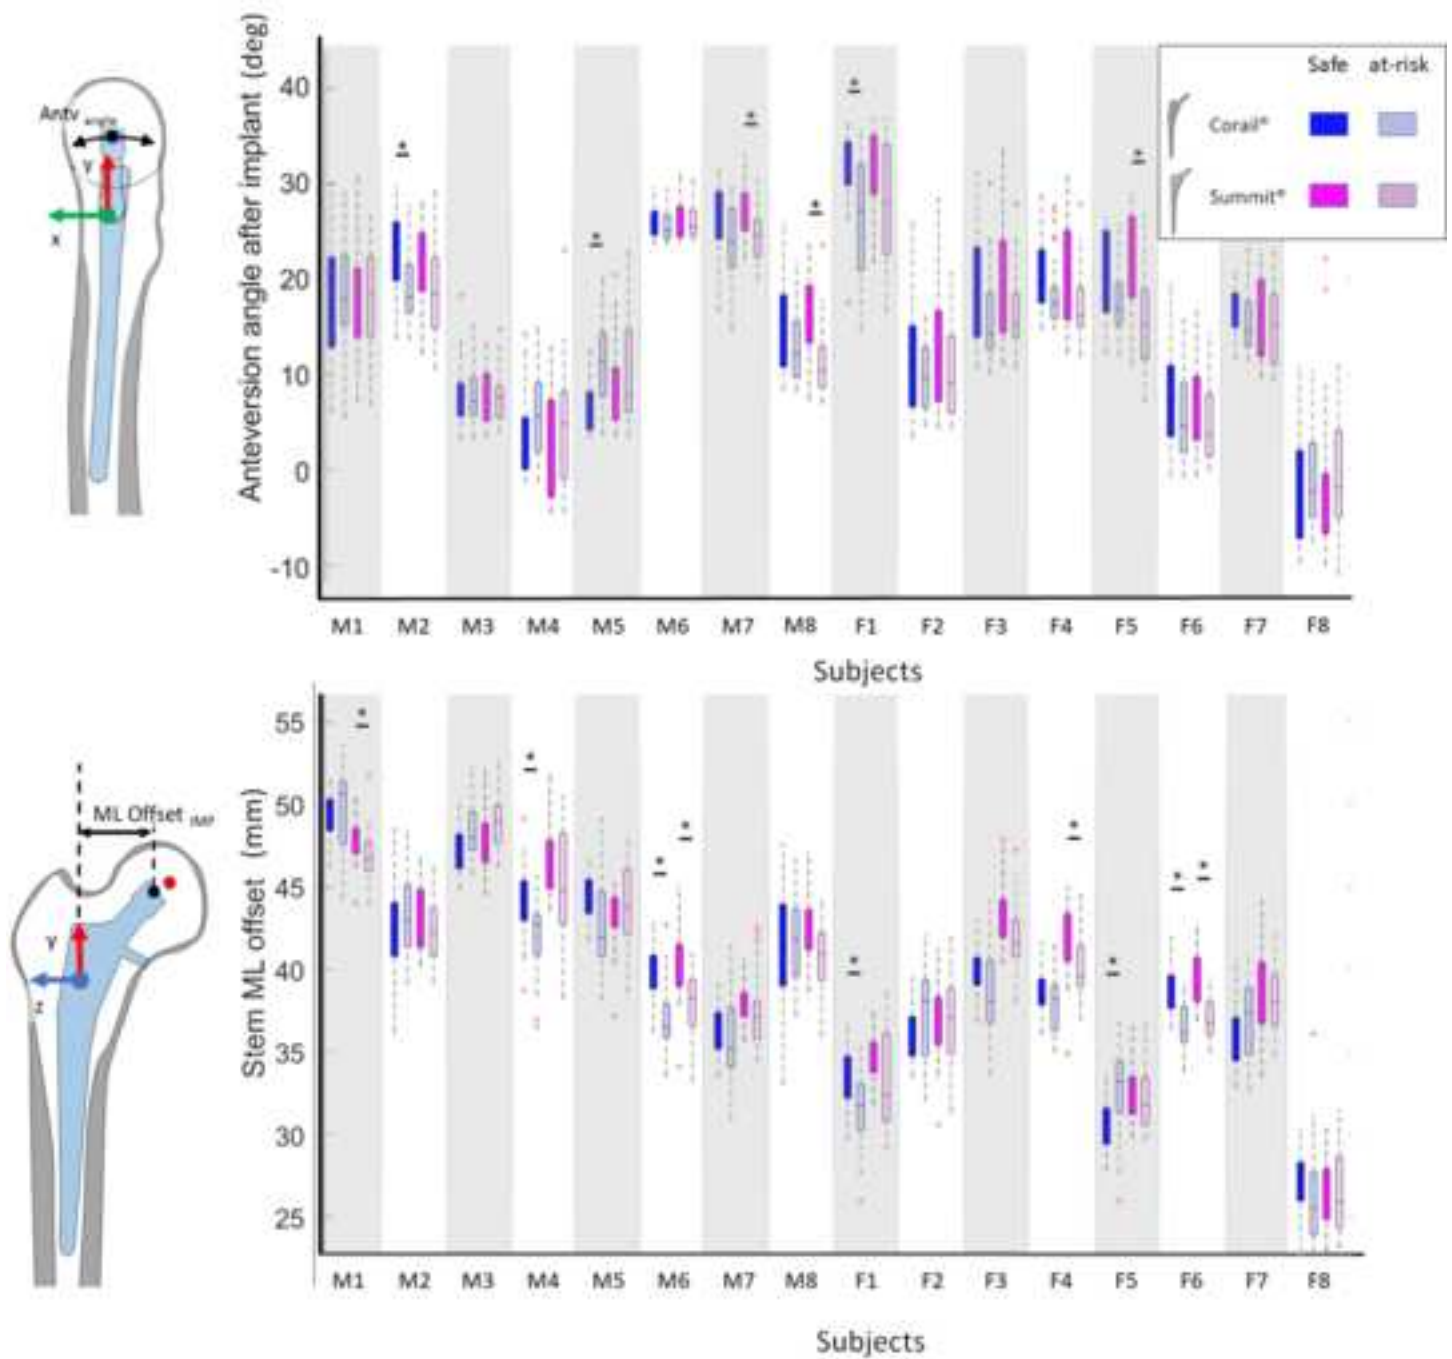 Anteversion angle after implant (deg)
Antv angle
Y
X
40
30
20
10
0
-10
Safe at-risk
Corail®
Summit®
* * * * * *
M1 M2 M3 M4 M5 M6 M7 M8 F1 F2 F3 F4 F5 F6 F7 F8
Subjects
Stem ML offset (mm)
ML Offset IMP
Y
Z
55
50
45
40
35
30
25
* * * * * * * * *
M1 M2 M3 M4 M5 M6 M7 M8 F1 F2 F3 F4 F5 F6 F7 F8
Subjects